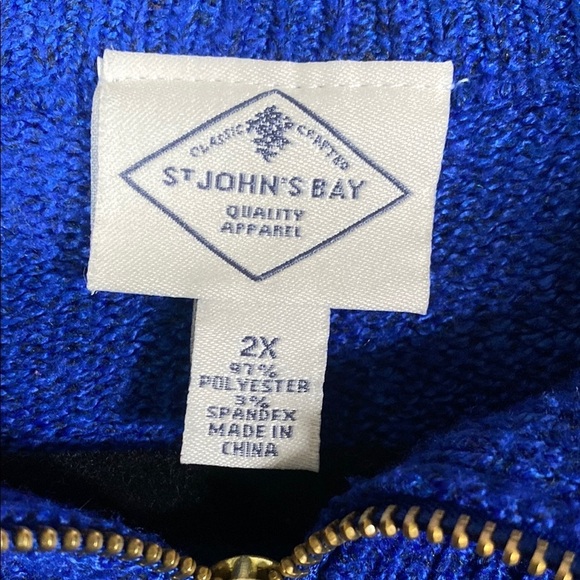 CLASSIC CRAFTED
ST JOHN'S BAY
QUALITY
APPAREL
2X
97%
POLYESTER
3%
SPANDEX
MADE IN
CHINA